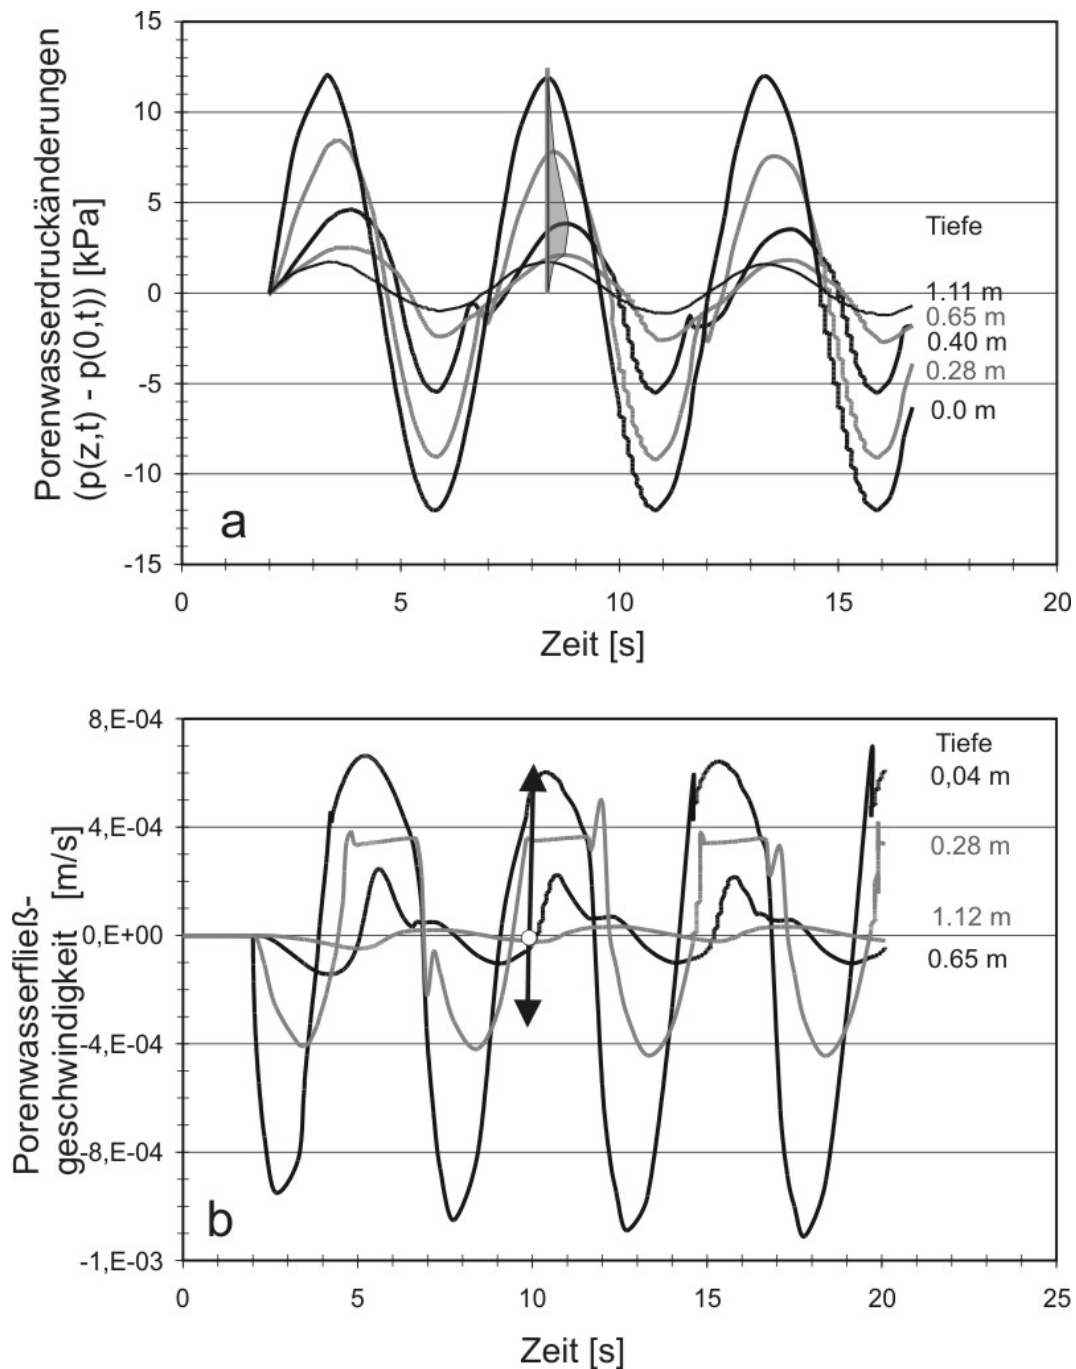 Porenwasserdruckänderungen
(p(z,t) - p(0,t)) [kPa]
15
10
5
0
-5
-10
-15
Tiefe
1.11 m
0.65 m
0.40 m
0.28 m
0.0 m
a
0
5
10
15
20
Zeit [s]
Porenwasserfließ-
geschwindigkeit [m/s]
8,E-04
4,E-04
0,E+00
-4,E-04
-8,E-04
-1,E-03
Tiefe
0,04 m
0.28 m
1.12 m
0.65 m
b
0
5
10
15
20
25
Zeit [s]